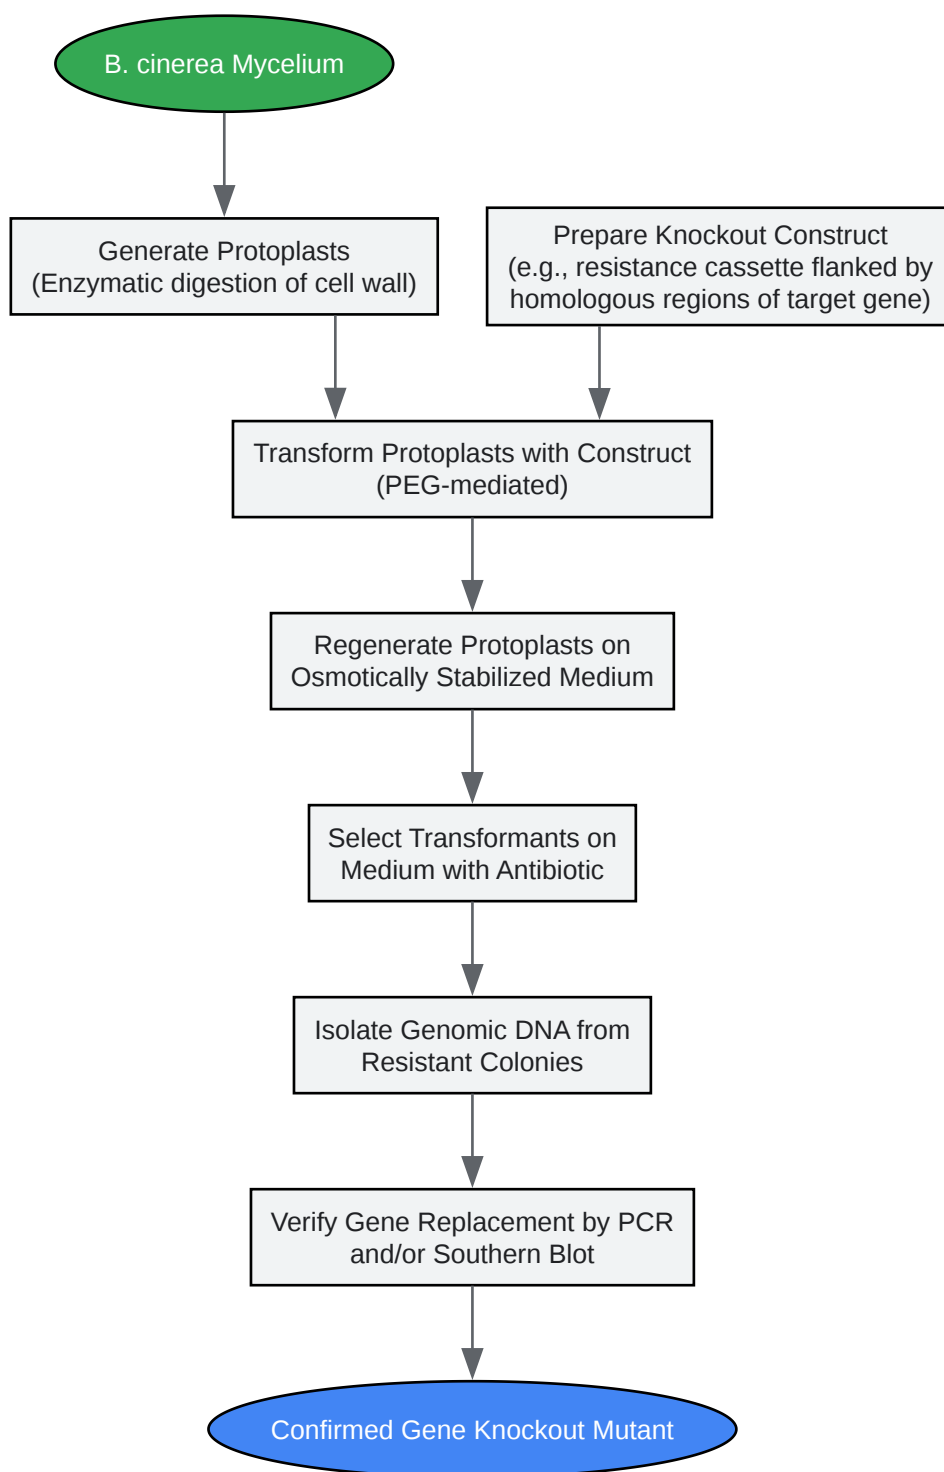 B. cinerea Mycelium
Generate Protoplasts
(Enzymatic digestion of cell wall)
Prepare Knockout Construct
(e.g., resistance cassette flanked by
homologous regions of target gene)
Transform Protoplasts with Construct
(PEG-mediated)
Regenerate Protoplasts on
Osmotically Stabilized Medium
Select Transformants on
Medium with Antibiotic
Isolate Genomic DNA from
Resistant Colonies
Verify Gene Replacement by PCR
and/or Southern Blot
Confirmed Gene Knockout Mutant